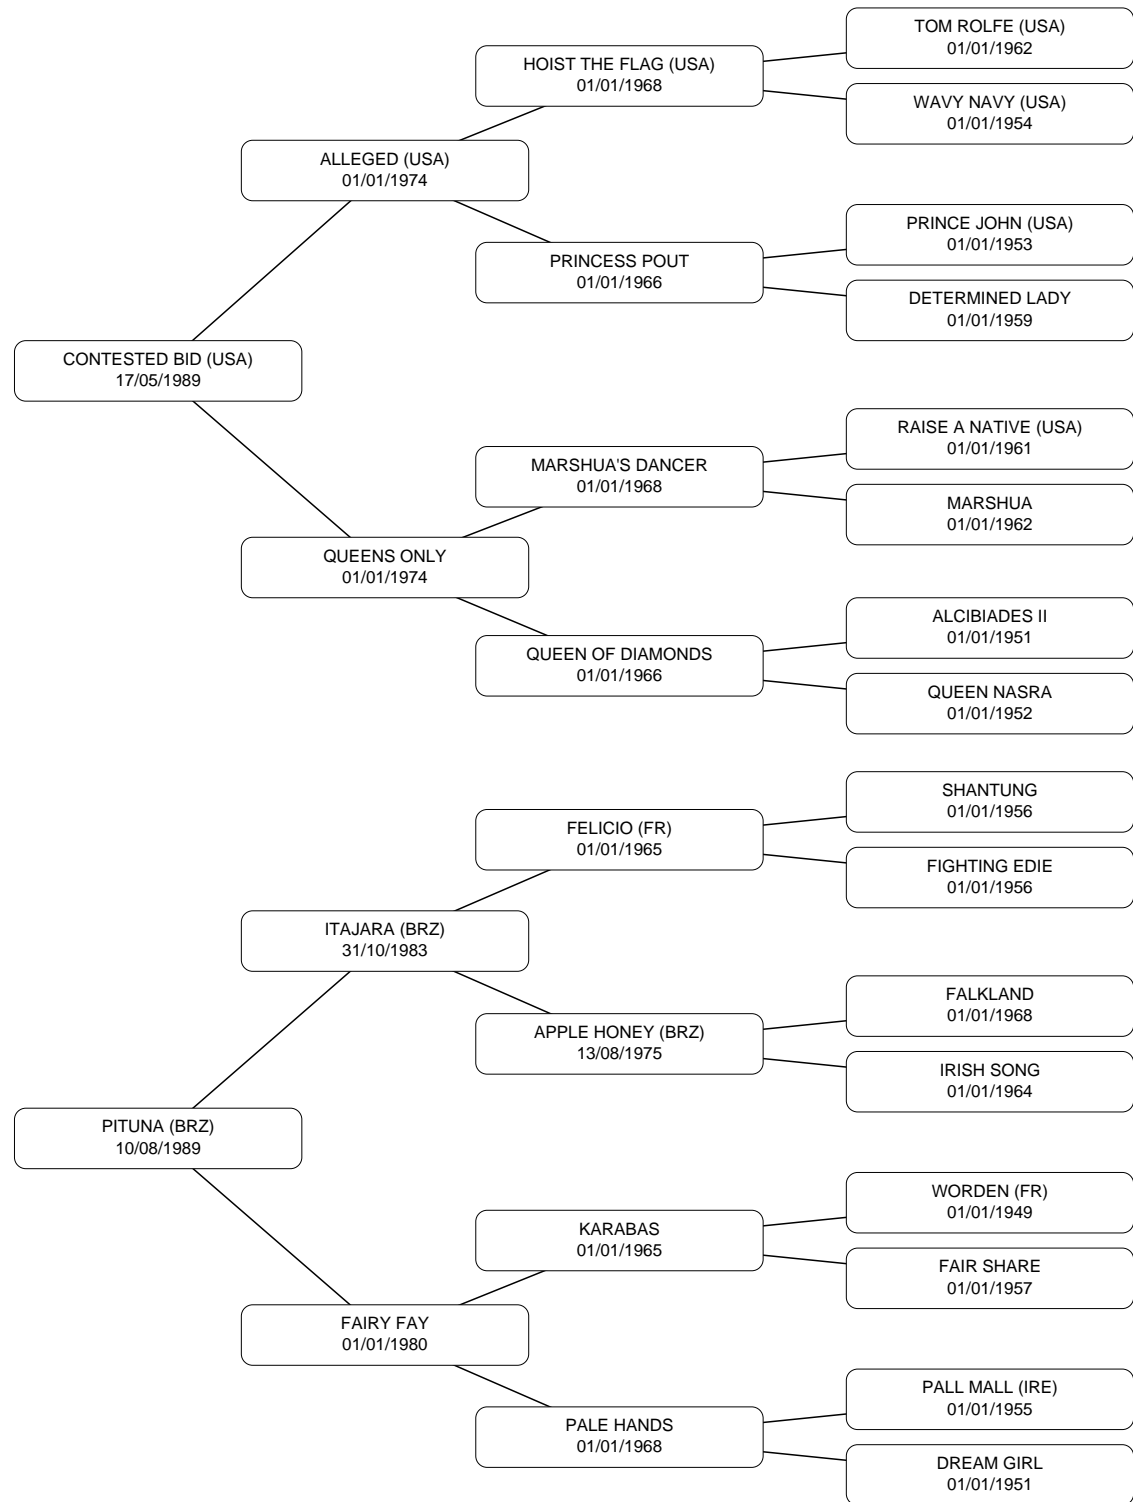 TOM ROLFE (USA)
01/01/1962
HOIST THE FLAG (USA)
01/01/1968
WAVY NAVY (USA)
01/01/1954
ALLEGED (USA)
01/01/1974
PRINCE JOHN (USA)
01/01/1953
PRINCESS POUT
01/01/1966
DETERMINED LADY
01/01/1959
CONTESTED BID (USA)
17/05/1989
RAISE A NATIVE (USA)
01/01/1961
MARSHUA'S DANCER
01/01/1968
MARSHUA
01/01/1962
QUEENS ONLY
01/01/1974
ALCIBIADES II
01/01/1951
QUEEN OF DIAMONDS
01/01/1966
QUEEN NASRA
01/01/1952
SHANTUNG
01/01/1956
FELICIO (FR)
01/01/1965
FIGHTING EDIE
01/01/1956
ITAJARA (BRZ)
31/10/1983
FALKLAND
01/01/1968
APPLE HONEY (BRZ)
13/08/1975
IRISH SONG
01/01/1964
PITUNA (BRZ)
10/08/1989
WORDEN (FR)
01/01/1949
KARABAS
01/01/1965
FAIR SHARE
01/01/1957
FAIRY FAY
01/01/1980
PALL MALL (IRE)
01/01/1955
PALE HANDS
01/01/1968
DREAM GIRL
01/01/1951